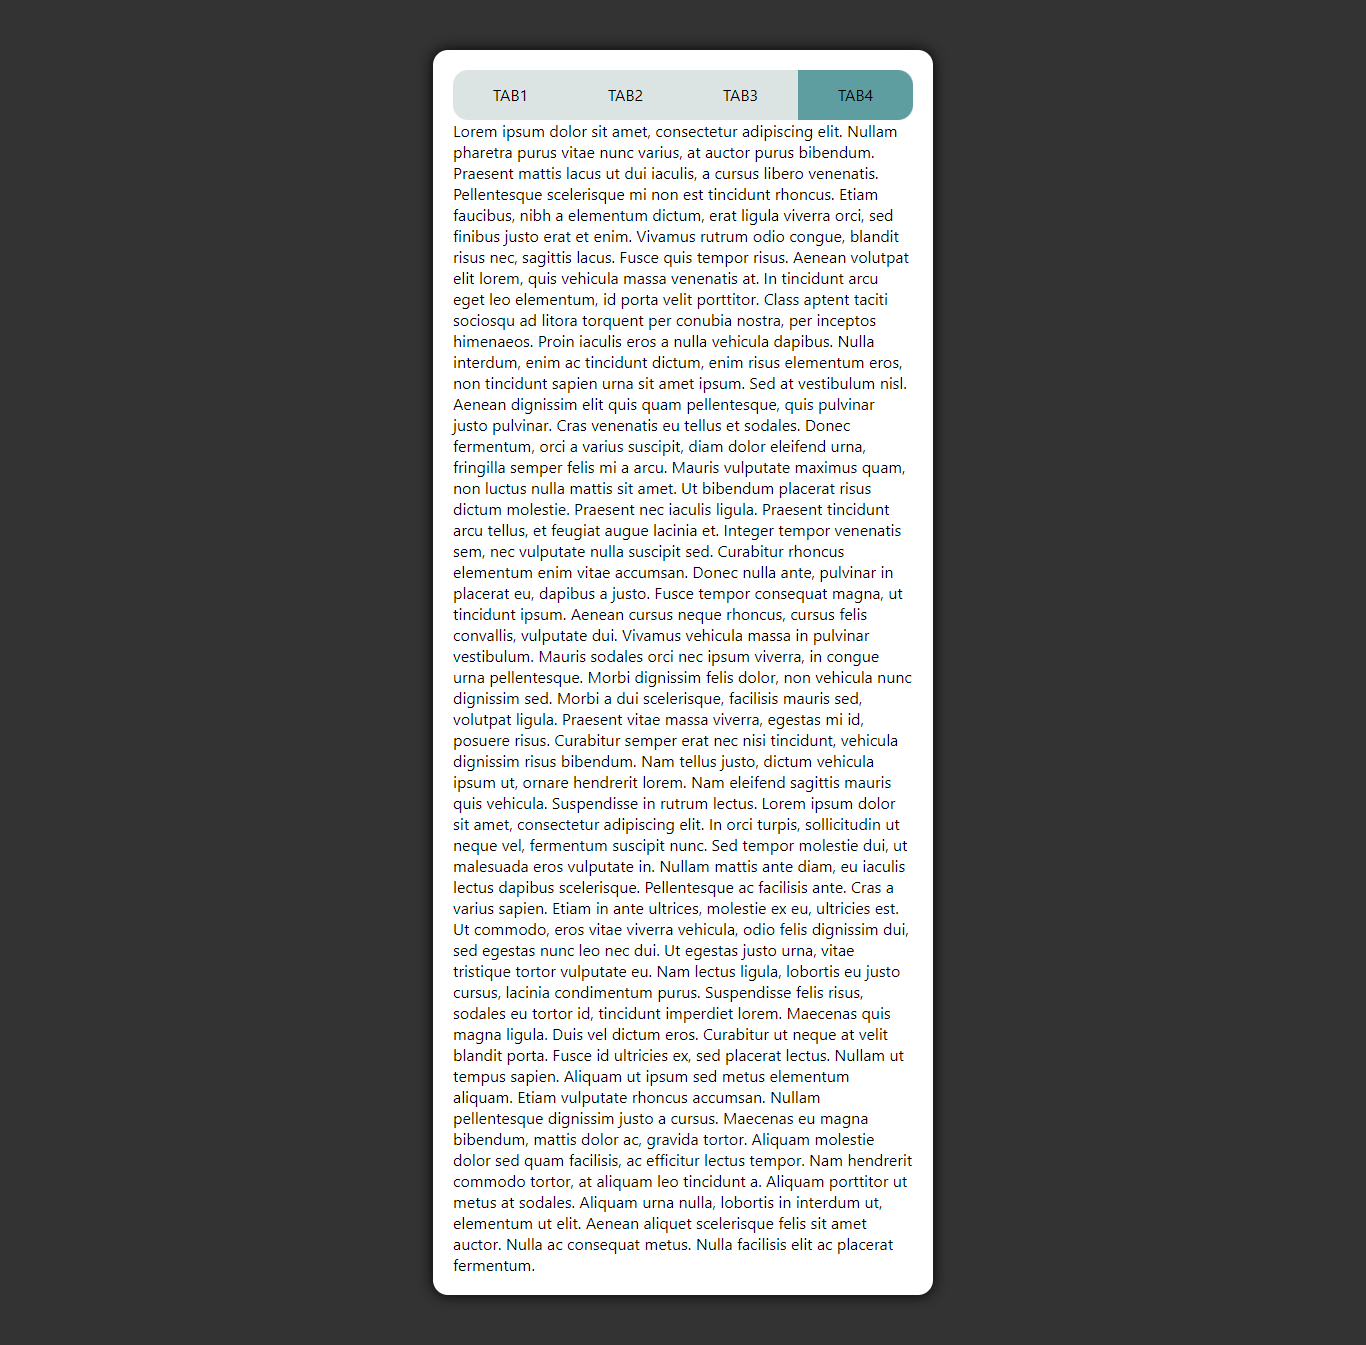 TAB1 TAB2 TAB3 TAB4
Lorem ipsum dolor sit amet, consectetur adipiscing elit. Nullam
pharetra purus vitae nunc varius, at auctor purus bibendum.
Praesent mattis lacus ut dui iaculis, a cursus libero venenatis.
Pellentesque scelerisque mi non est tincidunt rhoncus. Etiam
faucibus, nibh a elementum dictum, erat ligula viverra orci, sed
finibus justo erat et enim. Vivamus rutrum odio congue, blandit
risus nec, sagittis lacus. Fusce quis tempor risus. Aenean volutpat
elit lorem, quis vehicula massa venenatis at. In tincidunt arcu
eget leo elementum, id porta velit porttitor. Class aptent taciti
sociosqu ad litora torquent per conubia nostra, per inceptos
himenaeos. Proin iaculis eros a nulla vehicula dapibus. Nulla
interdum, enim ac tincidunt dictum, enim risus elementum eros,
non tincidunt sapien urna sit amet ipsum. Sed at vestibulum nisl.
Aenean dignissim elit quis quam pellentesque, quis pulvinar
justo pulvinar. Cras venenatis eu tellus et sodales. Donec
fermentum, orci a varius suscipit, diam dolor eleifend urna,
fringilla semper felis mi a arcu. Mauris vulputate maximus quam,
non luctus nulla mattis sit amet. Ut bibendum placerat risus
dictum molestie. Praesent nec iaculis ligula. Praesent tincidunt
arcu tellus, et feugiat augue lacinia et. Integer tempor venenatis
sem, nec vulputate nulla suscipit sed. Curabitur rhoncus
elementum enim vitae accumsan. Donec nulla ante, pulvinar in
placerat eu, dapibus a justo. Fusce tempor consequat magna, ut
tincidunt ipsum. Aenean cursus neque rhoncus, cursus felis
convallis, vulputate dui. Vivamus vehicula massa in pulvinar
vestibulum. Mauris sodales orci nec ipsum viverra, in congue
urna pellentesque. Morbi dignissim felis dolor, non vehicula nunc
dignissim sed. Morbi a dui scelerisque, facilisis mauris sed,
volutpat ligula. Praesent vitae massa viverra, egestas mi id,
posuere risus. Curabitur semper erat nec nisi tincidunt, vehicula
dignissim risus bibendum. Nam tellus justo, dictum vehicula
ipsum ut, ornare hendrerit lorem. Nam eleifend sagittis mauris
quis vehicula. Suspendisse in rutrum lectus. Lorem ipsum dolor
sit amet, consectetur adipiscing elit. In orci turpis, sollicitudin ut
neque vel, fermentum suscipit nunc. Sed tempor molestie dui, ut
malesuada eros vulputate in. Nullam mattis ante diam, eu iaculis
lectus dapibus scelerisque. Pellentesque ac facilisis ante. Cras a
varius sapien. Etiam in ante ultrices, molestie ex eu, ultricies est.
Ut commodo, eros vitae viverra vehicula, odio felis dignissim dui,
sed egestas nunc leo nec dui. Ut egestas justo urna, vitae
tristique tortor vulputate eu. Nam lectus ligula, lobortis eu justo
cursus, lacinia condimentum purus. Suspendisse felis risus,
sodales eu tortor id, tincidunt imperdiet lorem. Maecenas quis
magna ligula. Duis vel dictum eros. Curabitur ut neque at velit
blandit porta. Fusce id ultricies ex, sed placerat lectus. Nullam ut
tempus sapien. Aliquam ut ipsum sed metus elementum
aliquam. Etiam vulputate rhoncus accumsan. Nullam
pellentesque dignissim justo a cursus. Maecenas eu magna
bibendum, mattis dolor ac, gravida tortor. Aliquam molestie
dolor sed quam facilisis, ac efficitur lectus tempor. Nam hendrerit
commodo tortor, at aliquam leo tincidunt a. Aliquam porttitor ut
metus at sodales. Aliquam urna nulla, lobortis in interdum ut,
elementum ut elit. Aenean aliquet scelerisque felis sit amet
auctor. Nulla ac consequat metus. Nulla facilisis elit ac placerat
fermentum.